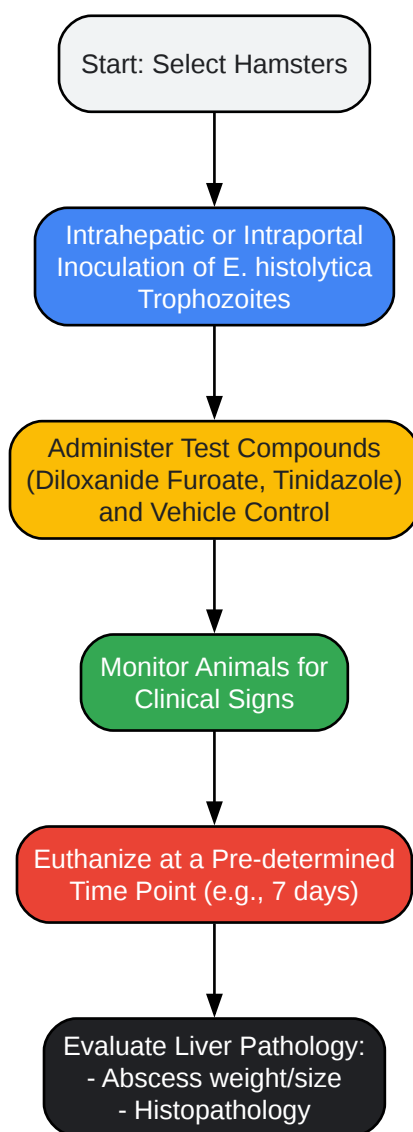 Start: Select Hamsters
Intrahepatic or Intraportal
Inoculation of E. histolytica
Trophozoites
Administer Test Compounds
(Diloxanide Furoate, Tinidazole)
and Vehicle Control
Monitor Animals for
Clinical Signs
Euthanize at a Pre-determined
Time Point (e.g., 7 days)
Evaluate Liver Pathology:
- Abscess weight/size
- Histopathology